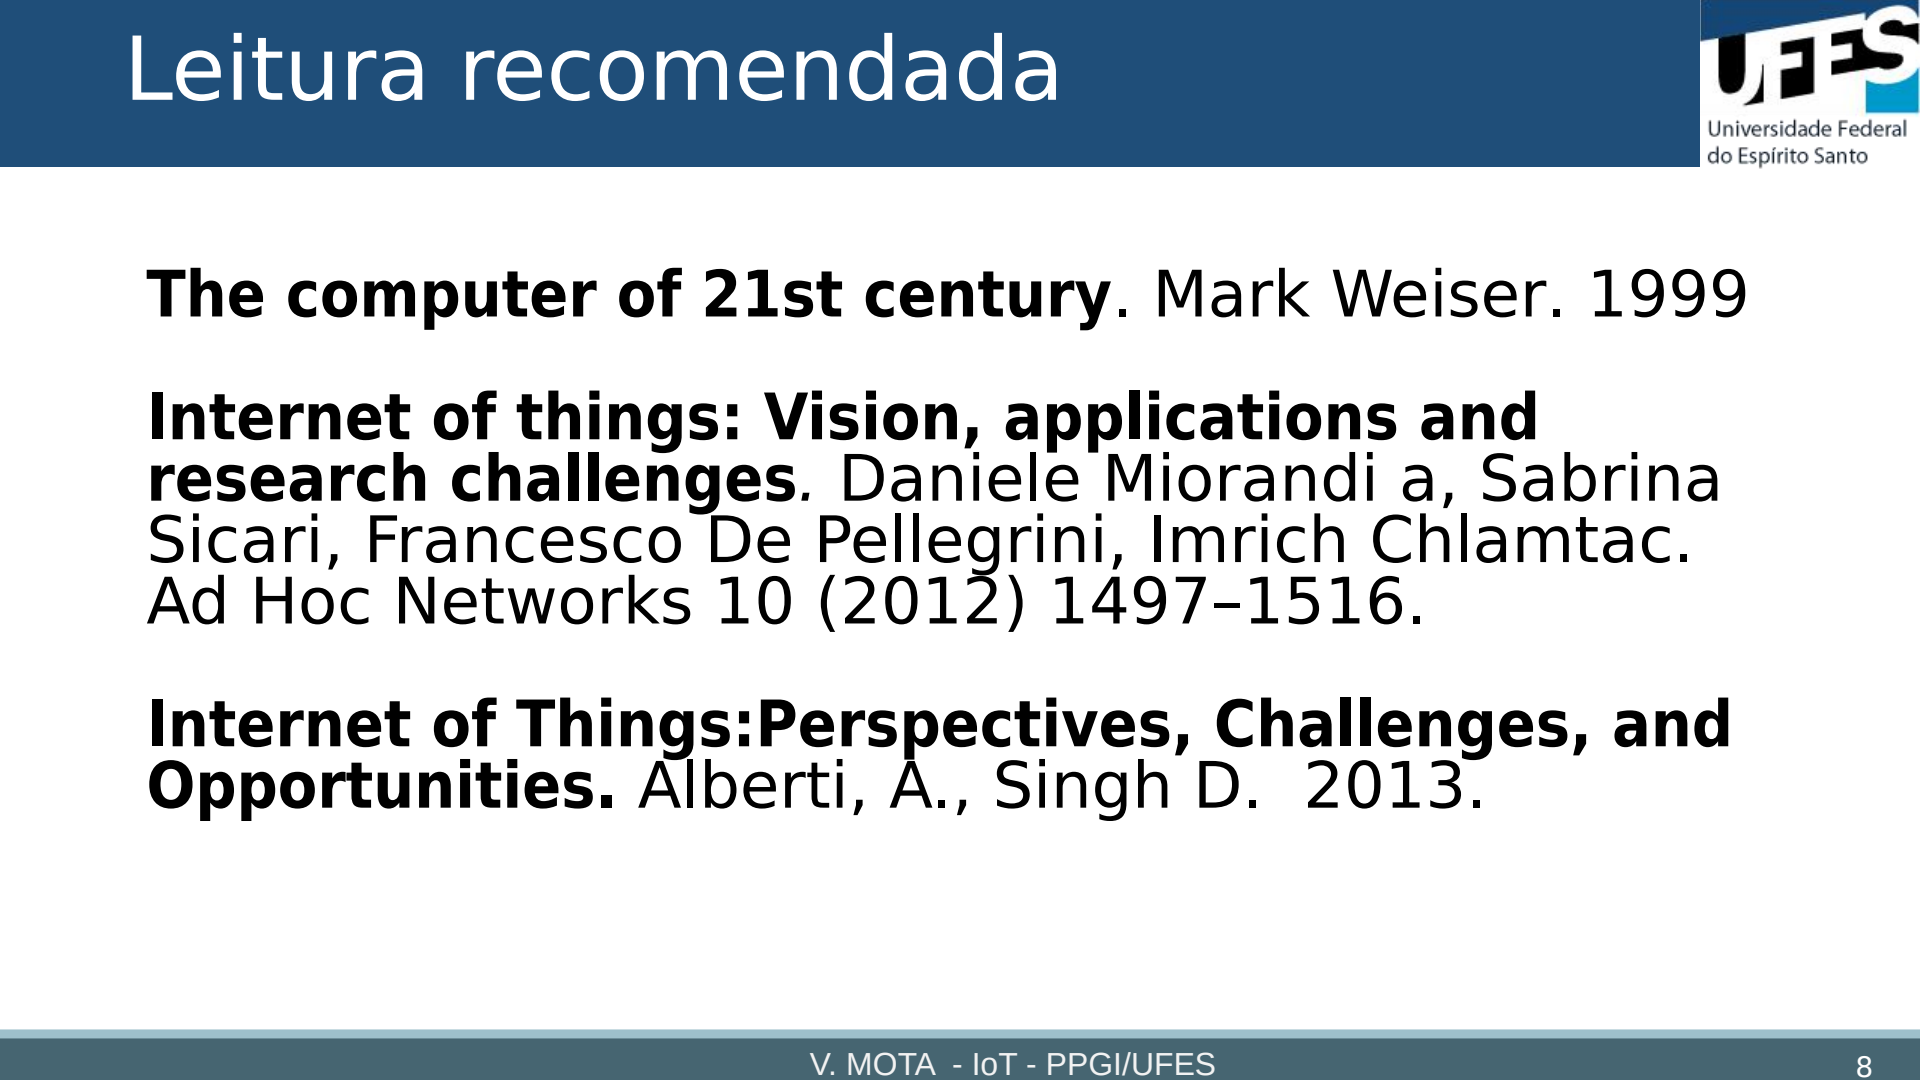 Leitura recomendada
UFES
Universidade Federal
do Espírito Santo
The computer of 21st century. Mark Weiser. 1999
Internet of things: Vision, applications and
research challenges. Daniele Miorandi a, Sabrina
Sicari, Francesco De Pellegrini, Imrich Chlamtac.
Ad Hoc Networks 10 (2012) 1497–1516.
Internet of Things:Perspectives, Challenges, and
Opportunities. Alberti, A., Singh D.  2013.
V. MOTA  - IoT - PPGI/UFES
8